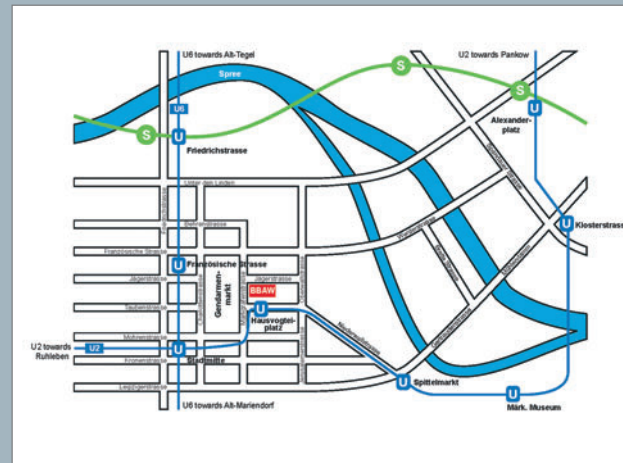 U6 towards Alt-Tegel
U2 towards Pankow
S
Spree
S
U6
U
Alexander-
platz
S
U
Friedrichstrasse
Unter den Linden
Friedrichstrasse
Behrenstrasse
U
Klosterstrasse
Französische Strasse
U
Französische Strasse
Jägerstrasse
Jägerstrasse
Gendarmen-
markt
BBAW
Taubenstrasse
U
Hausvogtei-
platz
Mohrenstrasse
U2 towards
Ruhleben
U2
U
Stadtmitte
Kronenstrasse
Leipzigerstrasse
U
Spittelmarkt
U
Märk. Museum
U6 towards Alt-Mariendorf